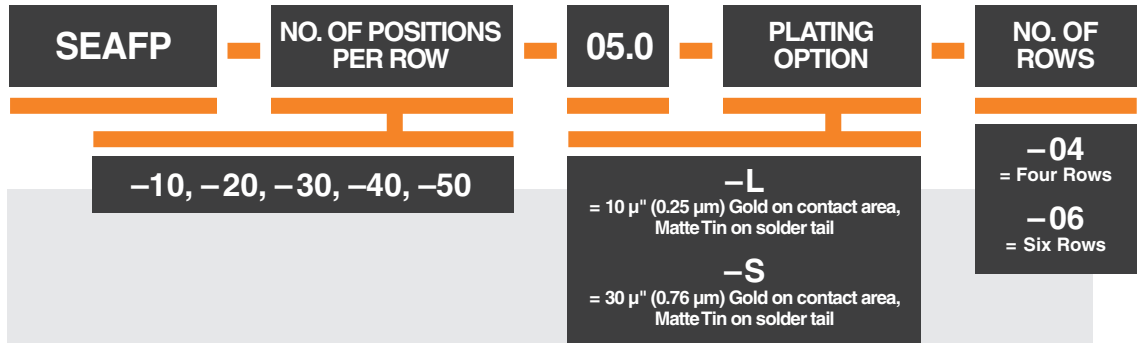 SEAFP
NO. OF POSITIONS
PER ROW
05.0
PLATING
OPTION
NO. OF
ROWS
–10, –20, –30, –40, –50
–L
= 10 µ" (0.25 µm) Gold on contact area,
Matte Tin on solder tail
–S
= 30 µ" (0.76 µm) Gold on contact area,
Matte Tin on solder tail
–04
= Four Rows
–06
= Six Rows